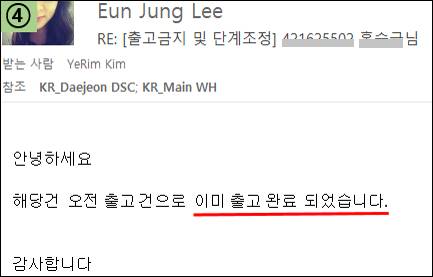 ④
Eun Jung Lee
RE: [출고금지 및 단계조정] 님
받는 사람 YeRim Kim
참조 KR_Daejeon DSC; KR_Main WH
안녕하세요
해당건 오전 출고건으로 이미 출고 완료 되었습니다.
감사합니다